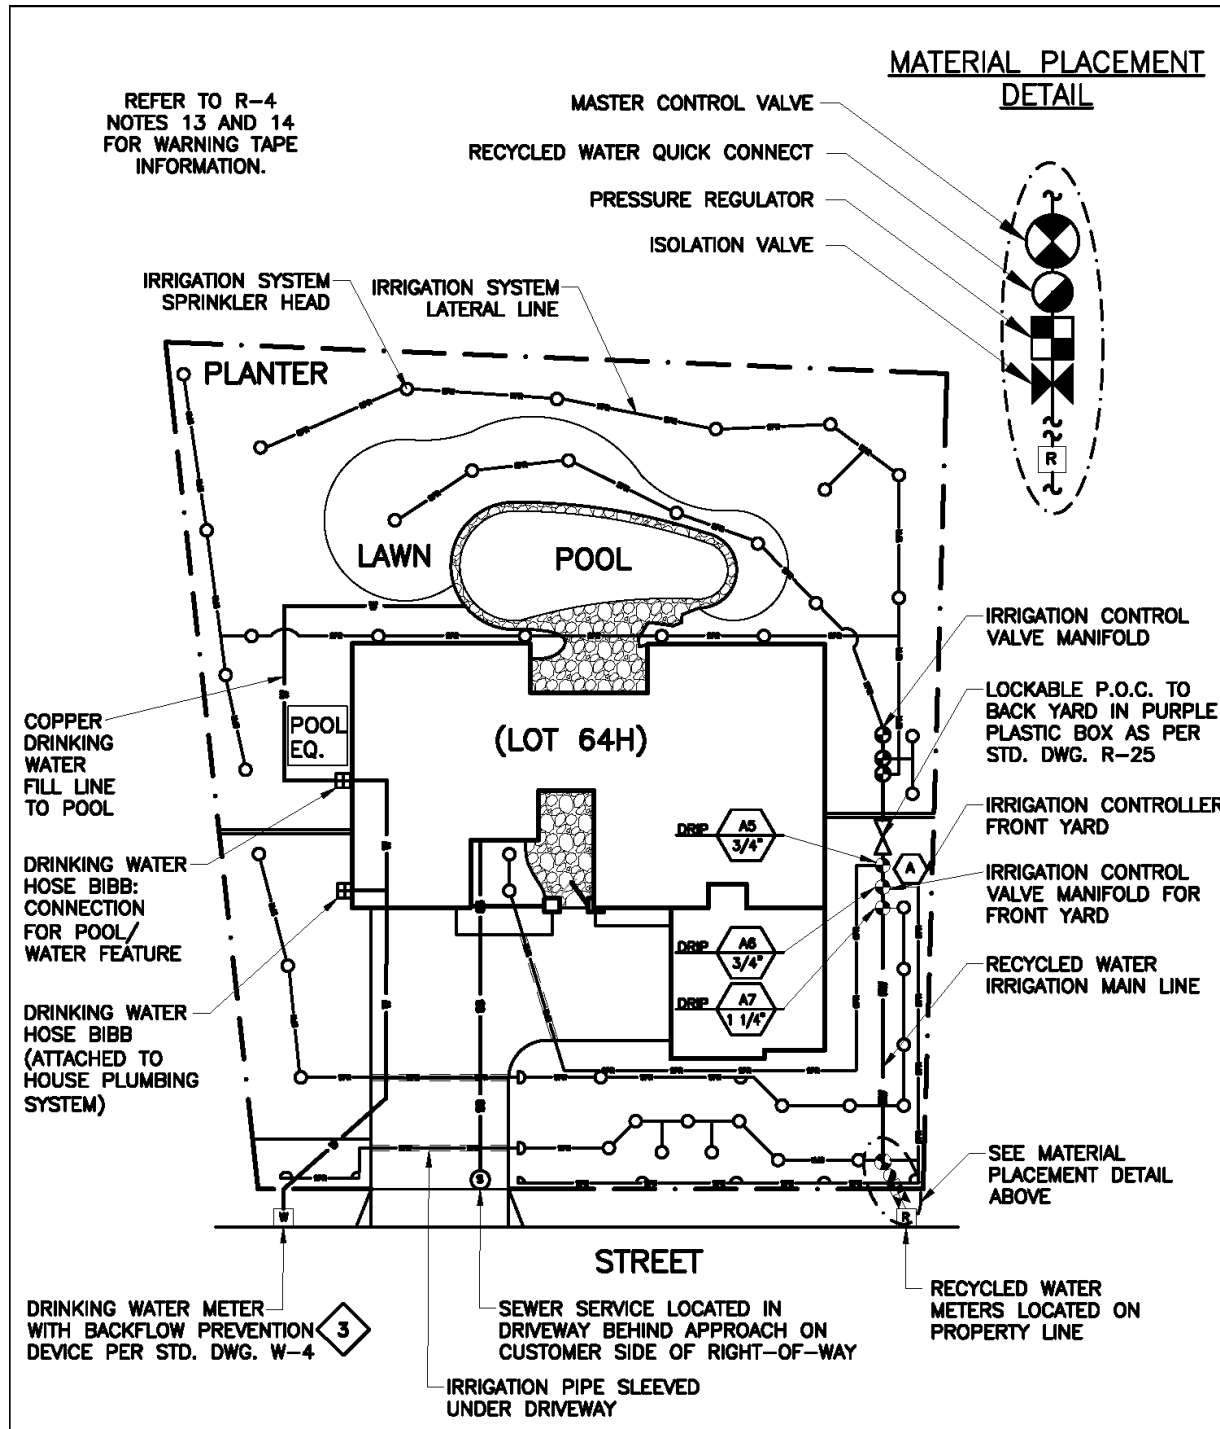 MATERIAL PLACEMENT
DETAIL
REFER TO R-4
NOTES 13 AND 14
FOR WARNING TAPE
INFORMATION.
MASTER CONTROL VALVE
RECYCLED WATER QUICK CONNECT
PRESSURE REGULATOR
ISOLATION VALVE
R
IRRIGATION SYSTEM
SPRINKLER HEAD
IRRIGATION SYSTEM
LATERAL LINE
PLANTER
LAWN
POOL
W
IRRIGATION CONTROL
VALVE MANIFOLD
LOCKABLE P.O.C. TO
BACK YARD IN PURPLE
PLASTIC BOX AS PER
STD. DWG. R-25
COPPER
DRINKING
WATER
FILL LINE
TO POOL
POOL
EQ.
(LOT 64H)
DRIP
A5
3/4"
A
IRRIGATION CONTROLLER
FRONT YARD
DRINKING WATER
HOSE BIBB:
CONNECTION
FOR POOL/
WATER FEATURE
IRRIGATION CONTROL
VALVE MANIFOLD FOR
FRONT YARD
DRIP
A6
3/4"
DRIP
A7
1 1/4"
RECYCLED WATER
IRRIGATION MAIN LINE
DRINKING WATER
HOSE BIBB
(ATTACHED TO
HOUSE PLUMBING
SYSTEM)
SEE MATERIAL
PLACEMENT DETAIL
ABOVE
S
W
R
STREET
DRINKING WATER METER
WITH BACKFLOW PREVENTION
DEVICE PER STD. DWG. W-4
3
SEWER SERVICE LOCATED IN
DRIVEWAY BEHIND APPROACH ON
CUSTOMER SIDE OF RIGHT-OF-WAY
RECYCLED WATER
METERS LOCATED ON
PROPERTY LINE
IRRIGATION PIPE SLEEVED
UNDER DRIVEWAY